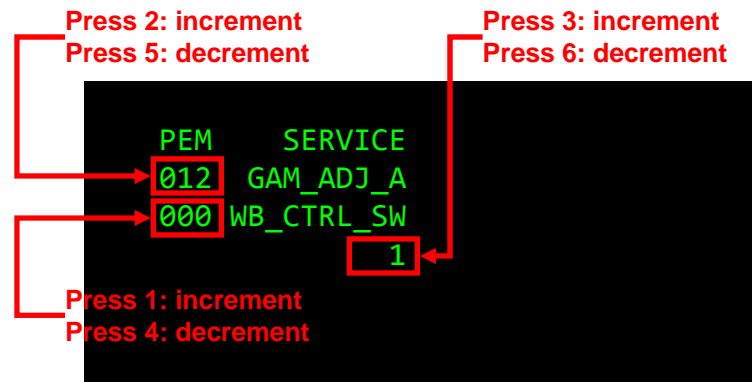 Press 2: increment
Press 5: decrement
Press 3: increment
Press 6: decrement
PEM SERVICE
012 GAM_ADJ_A
000 WB_CTRL_SW
1
Press 1: increment
Press 4: decrement